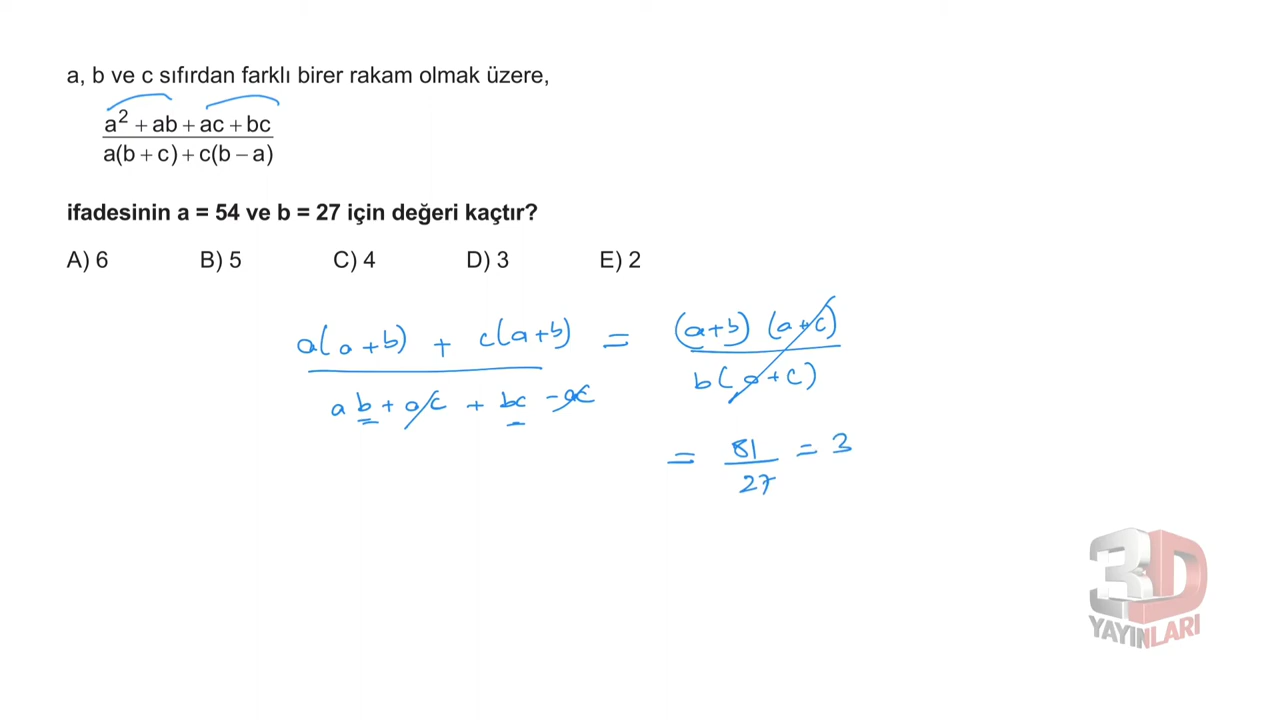 a, b ve c sıfırdan farklı birer rakam olmak üzere,
a² + ab + ac + bc
a(b + c) + c(b – a)
ifadesinin a = 54 ve b = 27 için değeri kaçtır?
A) 6 B) 5 C) 4 D) 3 E) 2
a(a+b) + c(a+b) = (a+b) (a+c)
ab + ac + bc - ac b(a+c)
= 81 = 3
27
3D
YAYINLARI